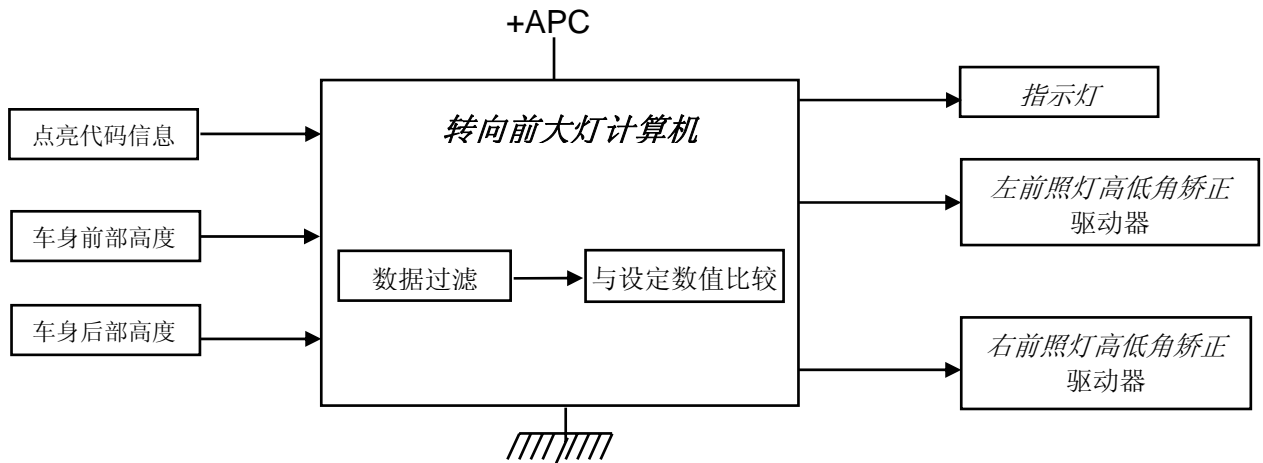 +APC
转向前大灯计算机
点亮代码信息
车身前部高度
车身后部高度
数据过滤
与设定数值比较
指示灯
左前照灯高低角矫正
驱动器
右前照灯高低角矫正
驱动器